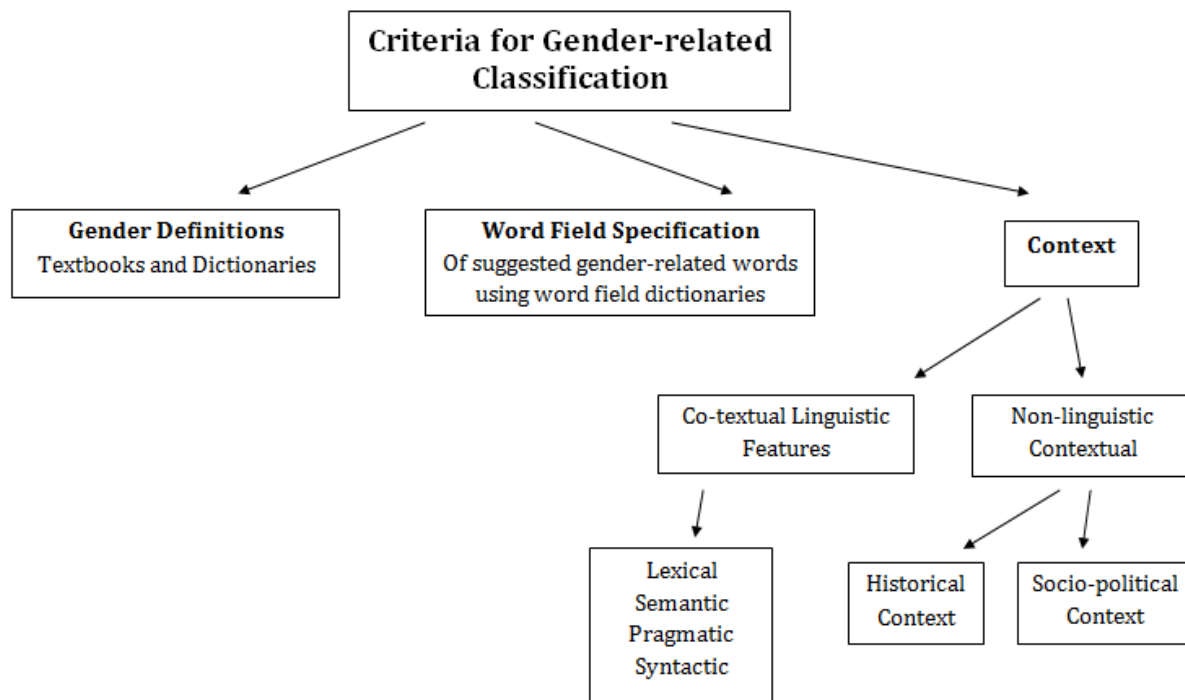 Criteria for Gender-related
Classification
Gender Definitions
Textbooks and Dictionaries
Word Field Specification
Of suggested gender-related words
using word field dictionaries
Context
Co-textual Linguistic
Features
Non-linguistic
Contextual
Lexical
Semantic
Pragmatic
Syntactic
Historical
Context
Socio-political
Context